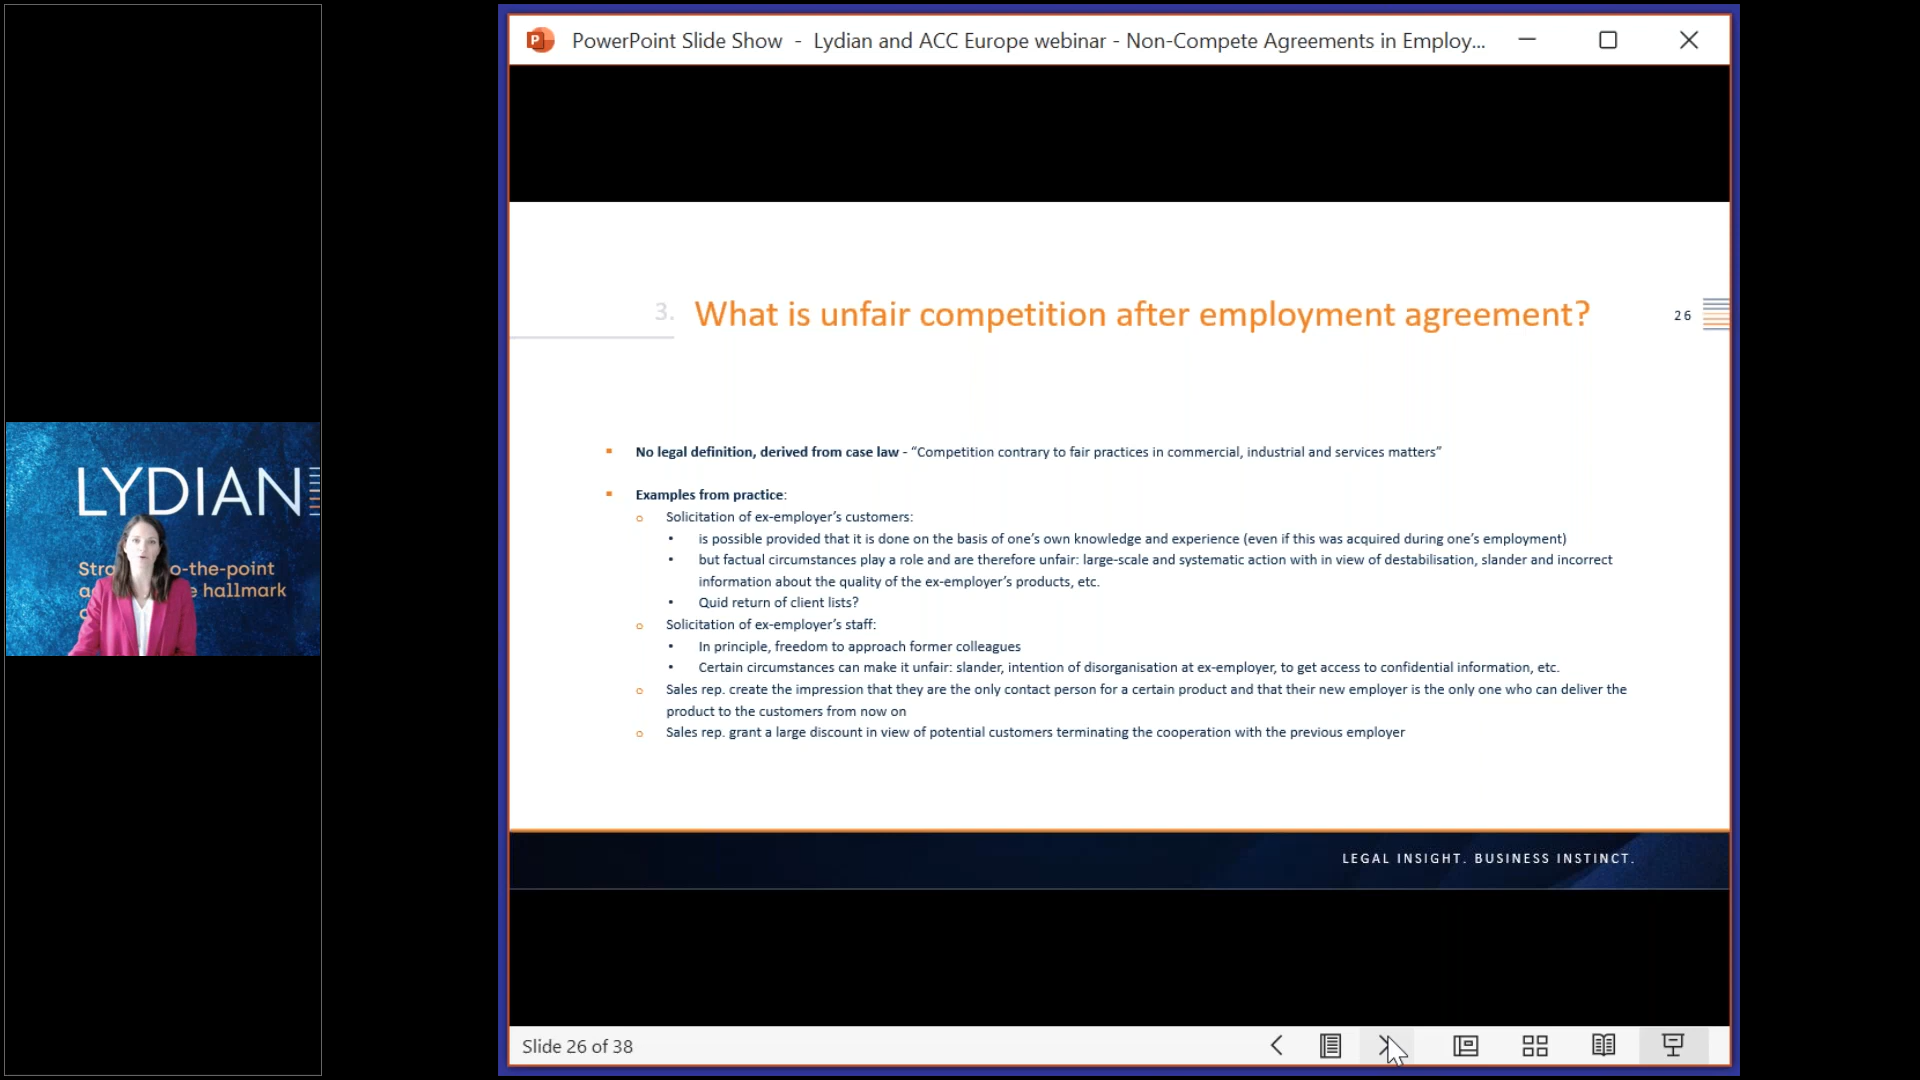 PowerPoint Slide Show - Lydian and ACC Europe webinar - Non-Compete Agreements in Employ...
3. What is unfair competition after employment agreement?
26
▪ No legal definition, derived from case law - “Competition contrary to fair practices in commercial, industrial and services matters”
▪ Examples from practice:
o Solicitation of ex-employer’s customers:
• is possible provided that it is done on the basis of one’s own knowledge and experience (even if this was acquired during one’s employment)
• but factual circumstances play a role and are therefore unfair: large-scale and systematic action with in view of destabilisation, slander and incorrect
information about the quality of the ex-employer’s products, etc.
• Quid return of client lists?
o Solicitation of ex-employer’s staff:
• In principle, freedom to approach former colleagues
• Certain circumstances can make it unfair: slander, intention of disorganisation at ex-employer, to get access to confidential information, etc.
o Sales rep. create the impression that they are the only contact person for a certain product and that their new employer is the only one who can deliver the
product to the customers from now on
o Sales rep. grant a large discount in view of potential customers terminating the cooperation with the previous employer
LEGAL INSIGHT. BUSINESS INSTINCT.
Slide 26 of 38
LYDIAN
o-the-point
hallmark